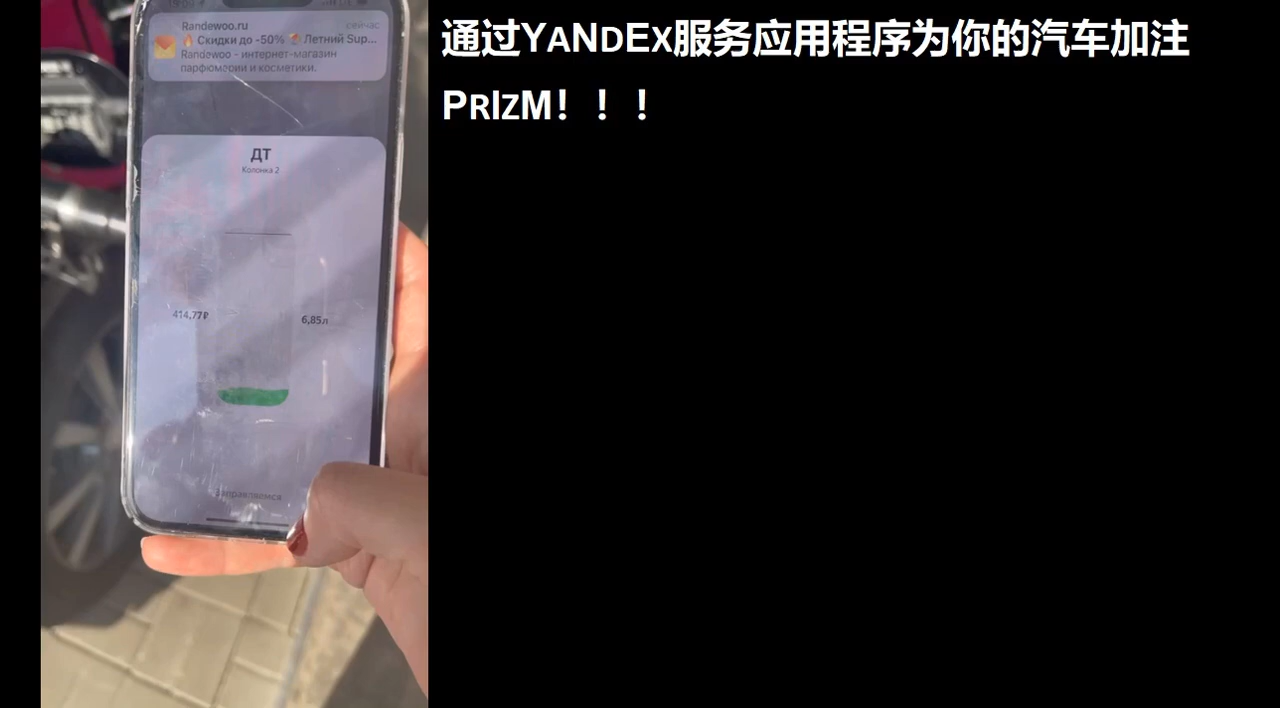 сейчас
Randewoo.ru
🔥 Скидки до -50% ⛱ Летний Sup...
Randewoo - интернет-магазин
парфюмерии и косметики.
ДТ
Колонка 2
414,77₽
6,85л
Заправляемся
通过YANDEX服务应用程序为你的汽车加注
PRIZM！！！